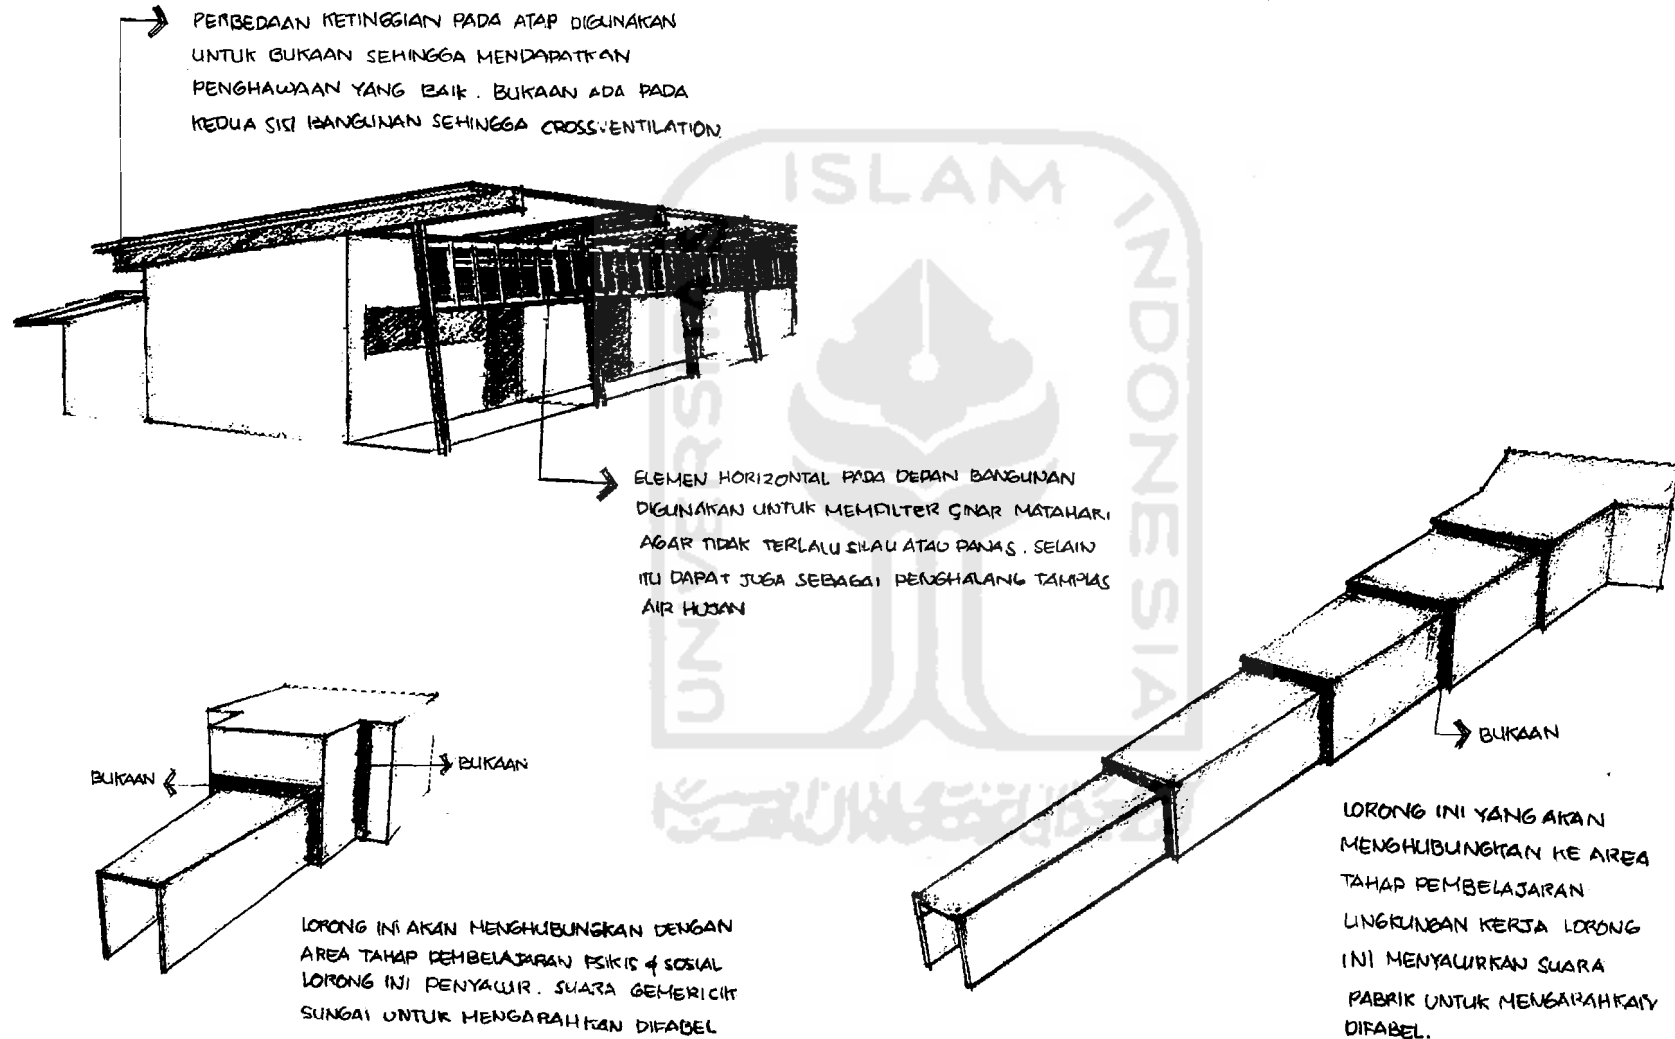 PERBEDAAN KETINGGIAN PADA ATAP DIGUNAKAN
UNTUK BUKAAN SEHINGGA MENDAPATKAN
PENGHAWAAN YANG BAIK. BUKAAN ADA PADA
KEDUA SISI BANGUNAN SEHINGGA CROSSVENTILATION.
ELEMEN HORIZONTAL PADA DEPAN BANGUNAN
DIGUNAKAN UNTUK MEMFILTER SINAR MATAHARI
AGAR TIDAK TERLALU SILAU ATAU PANAS. SELAIN
ITU DAPAT JUGA SEBAGAI PENGHALANG TAMPIAS
AIR HUJAN
BUKAAN
BUKAAN
LORONG INI AKAN MENGHUBUNGKAN DENGAN
AREA TAHAP PEMBELAJARAN PSIKIS & SOSIAL
LORONG INI PENYALUR. SUARA GEMERICIK
SUNGAI UNTUK MENGARAHKAN DIFABEL
BUKAAN
LORONG INI YANG AKAN
MENGHUBUNGKAN KE AREA
TAHAP PEMBELAJARAN
LINGKUNGAN KERJA LORONG
INI MENYALURKAN SUARA
PABRIK UNTUK MENGARAHKAN
DIFABEL.
UNIVERSITAS ISLAM INDONESIA